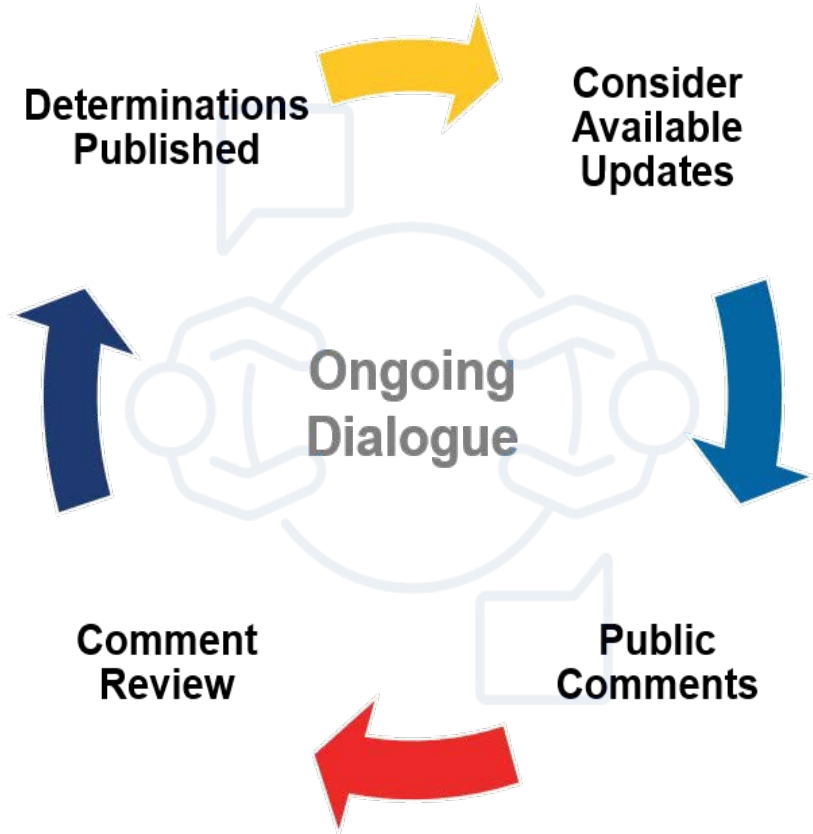 Determinations
Published
Consider
Available
Updates
Ongoing
Dialogue
Comment
Review
Public
Comments